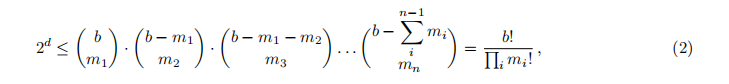 2^d ≤ \binom{b}{m_1} · \binom{b−m_1}{m_2} · \binom{b−m_1−m_2}{m_3} … \binom{b−\sum_{i}^{n−1} m_i}{m_n} = \frac{b!}{\prod_i m_i!} , (2)